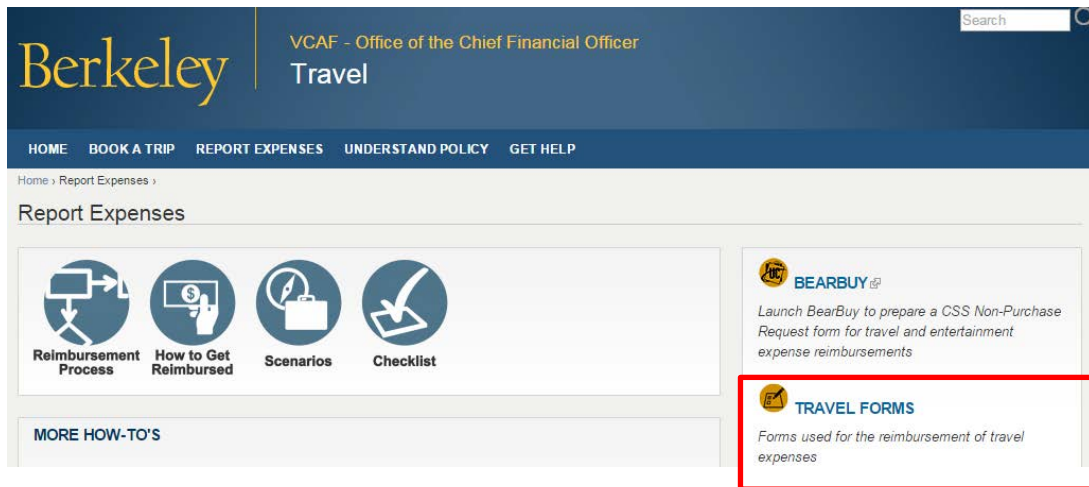 Search
Berkeley
VCAF - Office of the Chief Financial Officer
Travel
HOME BOOK A TRIP REPORT EXPENSES UNDERSTAND POLICY GET HELP
Home › Report Expenses ›
Report Expenses
Reimbursement
Process
How to Get
Reimbursed
Scenarios
Checklist
MORE HOW-TO'S
BEARBUY
Launch BearBuy to prepare a CSS Non-Purchase
Request form for travel and entertainment
expense reimbursements
TRAVEL FORMS
Forms used for the reimbursement of travel
expenses